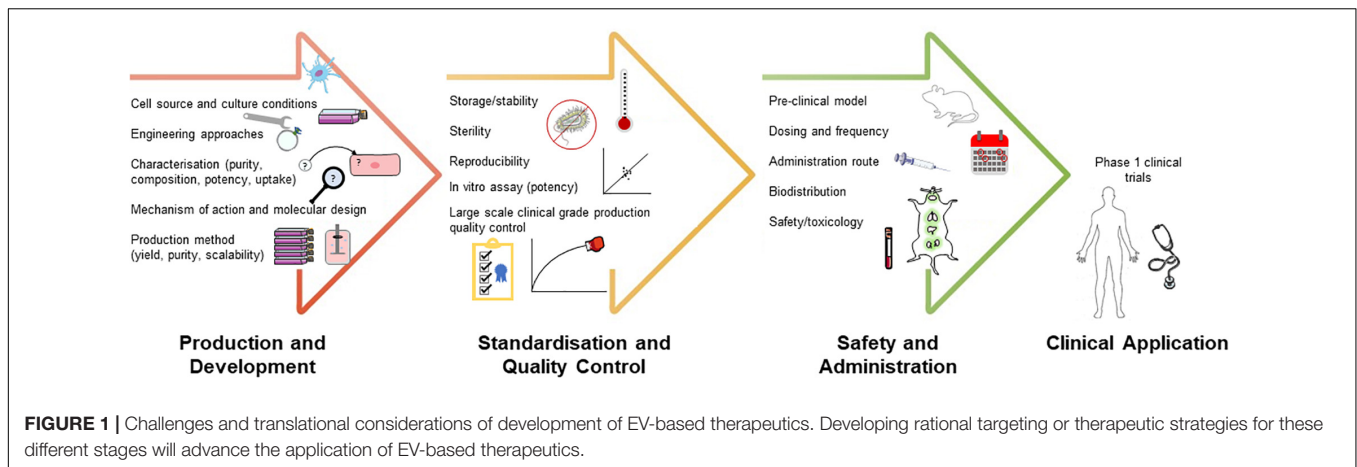 Cell source and culture conditions
Engineering approaches
Characterisation (purity,
composition, potency, uptake)
Mechanism of action and molecular design
Production method
(yield, purity, scalability)
?
?
?
Production and
Development
Storage/stability
Sterility
Reproducibility
In vitro assay (potency)
Large scale clinical grade production
quality control
Standardisation and
Quality Control
Pre-clinical model
Dosing and frequency
Administration route
Biodistribution
Safety/toxicology
Safety and
Administration
Phase 1 clinical
trials
Clinical Application
FIGURE 1 | Challenges and translational considerations of development of EV-based therapeutics. Developing rational targeting or therapeutic strategies for these
different stages will advance the application of EV-based therapeutics.